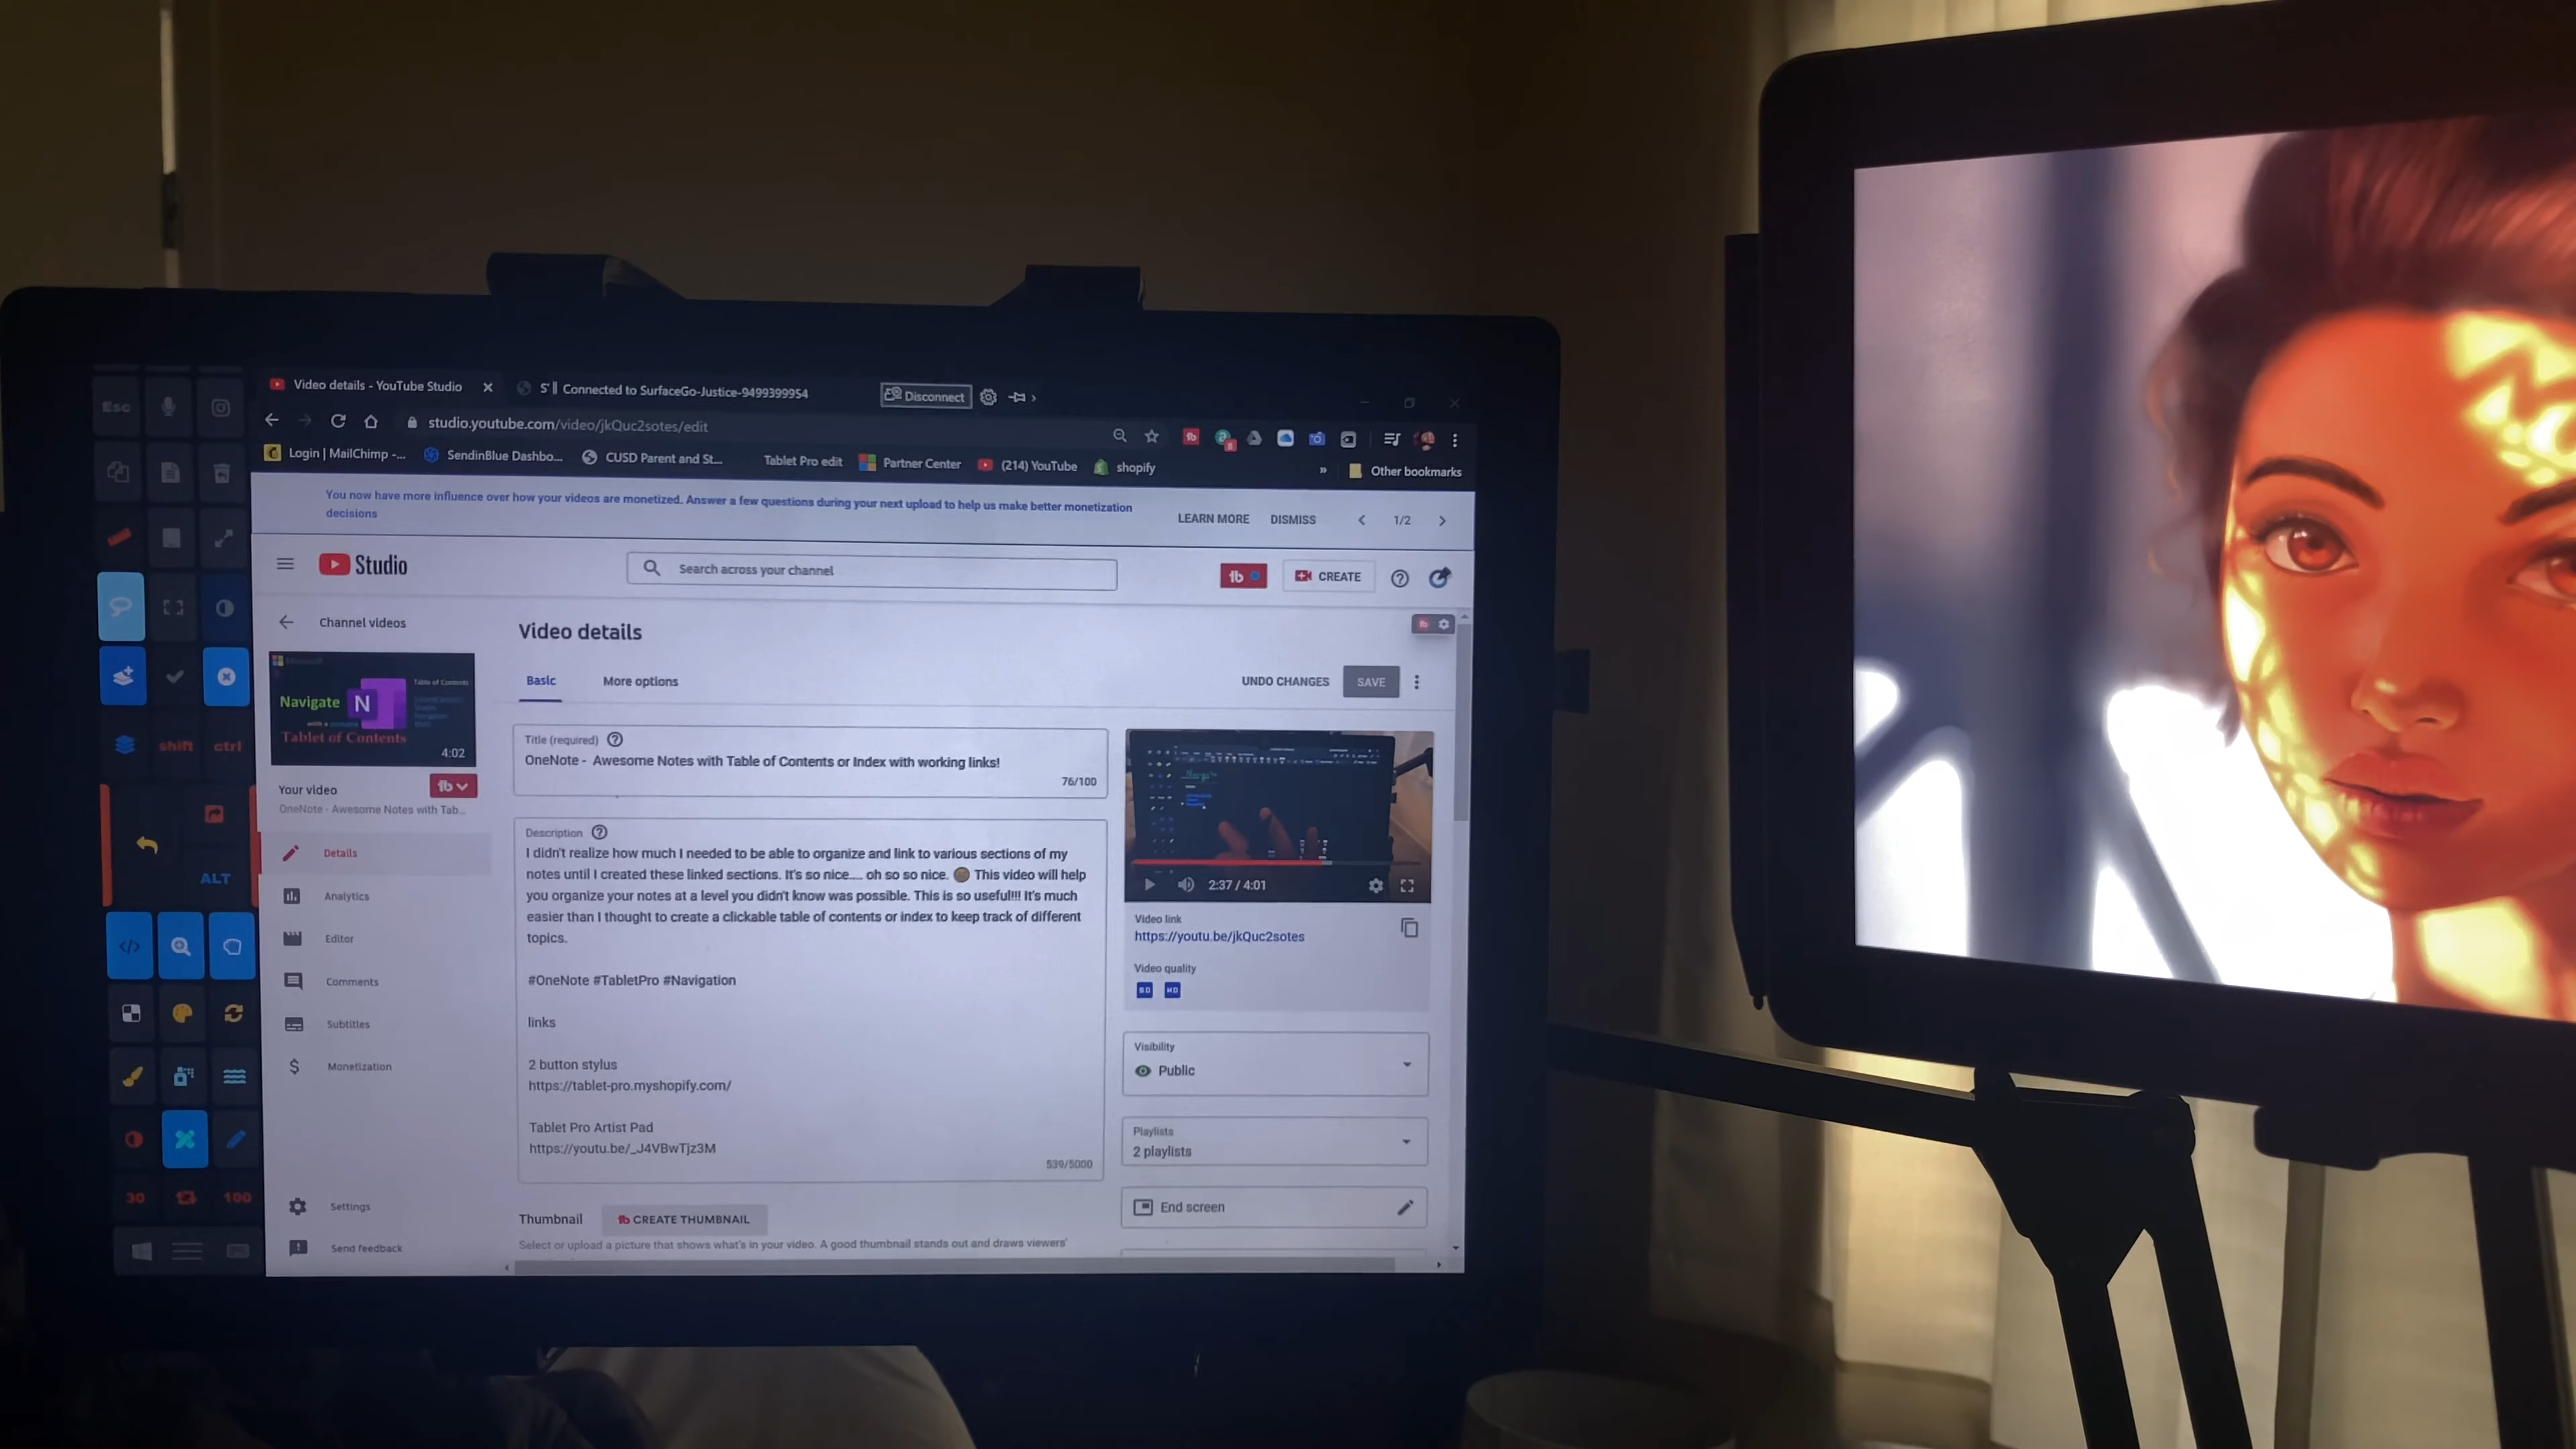 Video details - YouTube Studio
Connected to SurfaceGo-Justice-9499399954
Disconnect
studio.youtube.com/video/jkQuc2sotes/edit
Login | MailChimp -...
SendinBlue Dashbo...
CUSD Parent and St...
Tablet Pro edit
Partner Center
(214) YouTube
shopify
»
Other bookmarks
You now have more influence over how your videos are monetized. Answer a few questions during your next upload to help us make better monetization
decisions
LEARN MORE
DISMISS
1/2
Studio
Search across your channel
CREATE
Channel videos
Navigate N
Table of Contents
Tablet of Contents
4:02
Your video
OneNote - Awesome Notes with Tab...
Details
Analytics
Editor
Comments
Subtitles
Monetization
Settings
Send feedback
Video details
Basic
More options
UNDO CHANGES
SAVE
Title (required)
OneNote - Awesome Notes with Table of Contents or Index with working links!
76/100
Description
I didn't realize how much I needed to be able to organize and link to various sections of my
notes until I created these linked sections. It's so nice.... oh so so nice. This video will help
you organize your notes at a level you didn't know was possible. This is so useful!!! It's much
easier than I thought to create a clickable table of contents or index to keep track of different
topics.
#OneNote #TabletPro #Navigation
links
2 button stylus
https://tablet-pro.myshopify.com/
Tablet Pro Artist Pad
https://youtu.be/_J4VBwTjz3M
539/5000
Thumbnail
CREATE THUMBNAIL
Select or upload a picture that shows what's in your video. A good thumbnail stands out and draws viewers'
2:37 / 4:01
Video link
https://youtu.be/jkQuc2sotes
Video quality
SD HD
Visibility
Public
Playlists
2 playlists
End screen
Esc
shift ctrl
ALT
30
100